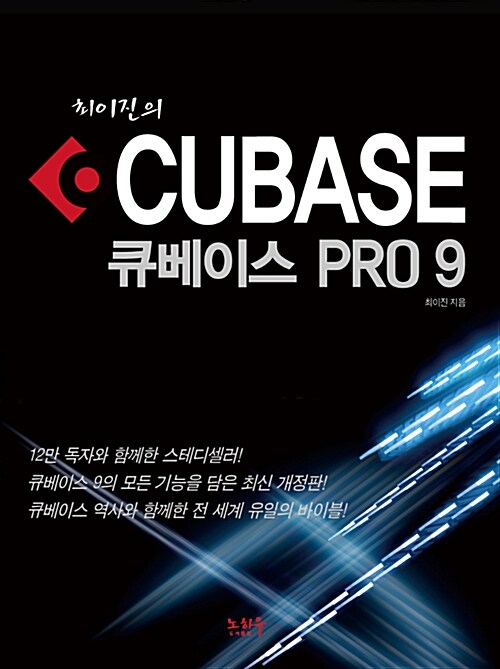 최이진의
CUBASE
큐베이스 PRO 9
최이진 지음
12만 독자와 함께한 스테디셀러!
큐베이스 9의 모든 기능을 담은 최신 개정판!
큐베이스 역사와 함께한 전 세계 유일의 바이블!
노하우